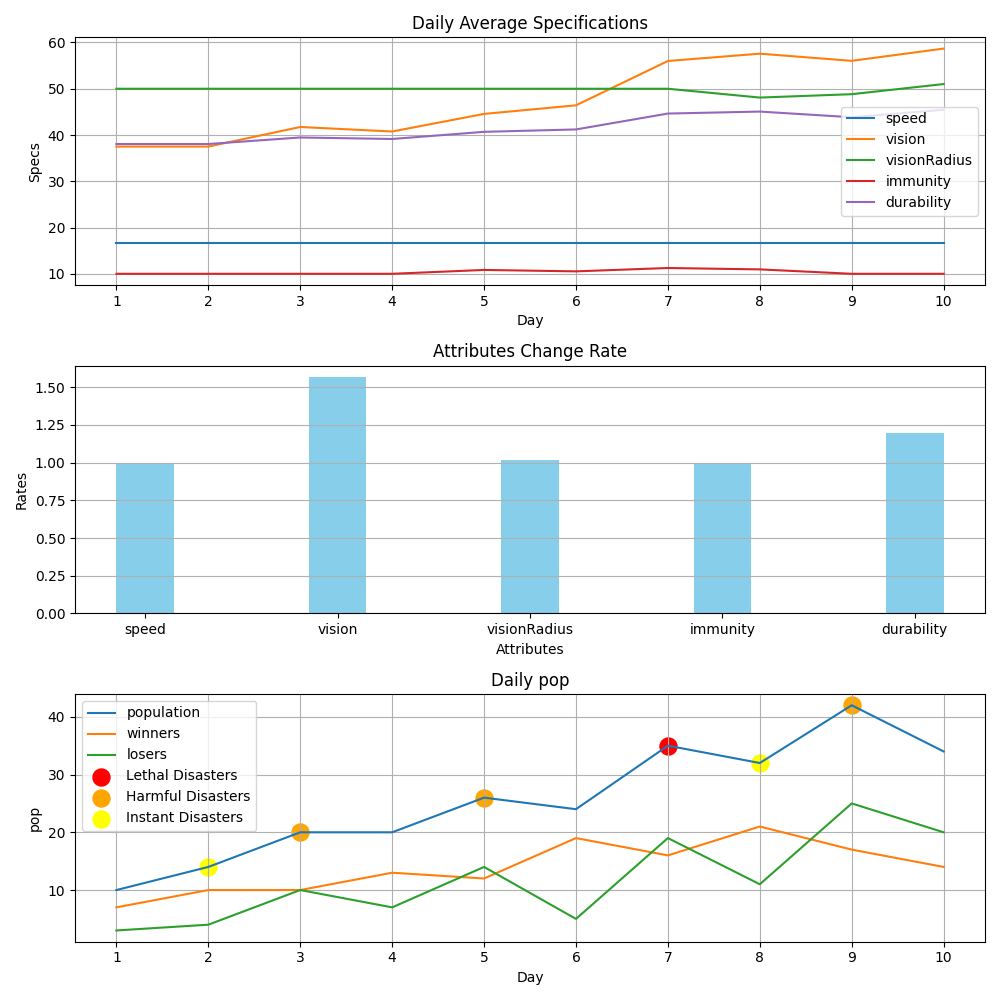 Daily Average Specifications
60
50
40
30
20
10
Specs
speed
vision
visionRadius
immunity
durability
1 2 3 4 5 6 7 8 9 10
Day
Attributes Change Rate
1.50
1.25
1.00
0.75
0.50
0.25
0.00
Rates
speed vision visionRadius immunity durability
Attributes
Daily pop
40
30
20
10
pop
population
winners
losers
Lethal Disasters
Harmful Disasters
Instant Disasters
1 2 3 4 5 6 7 8 9 10
Day